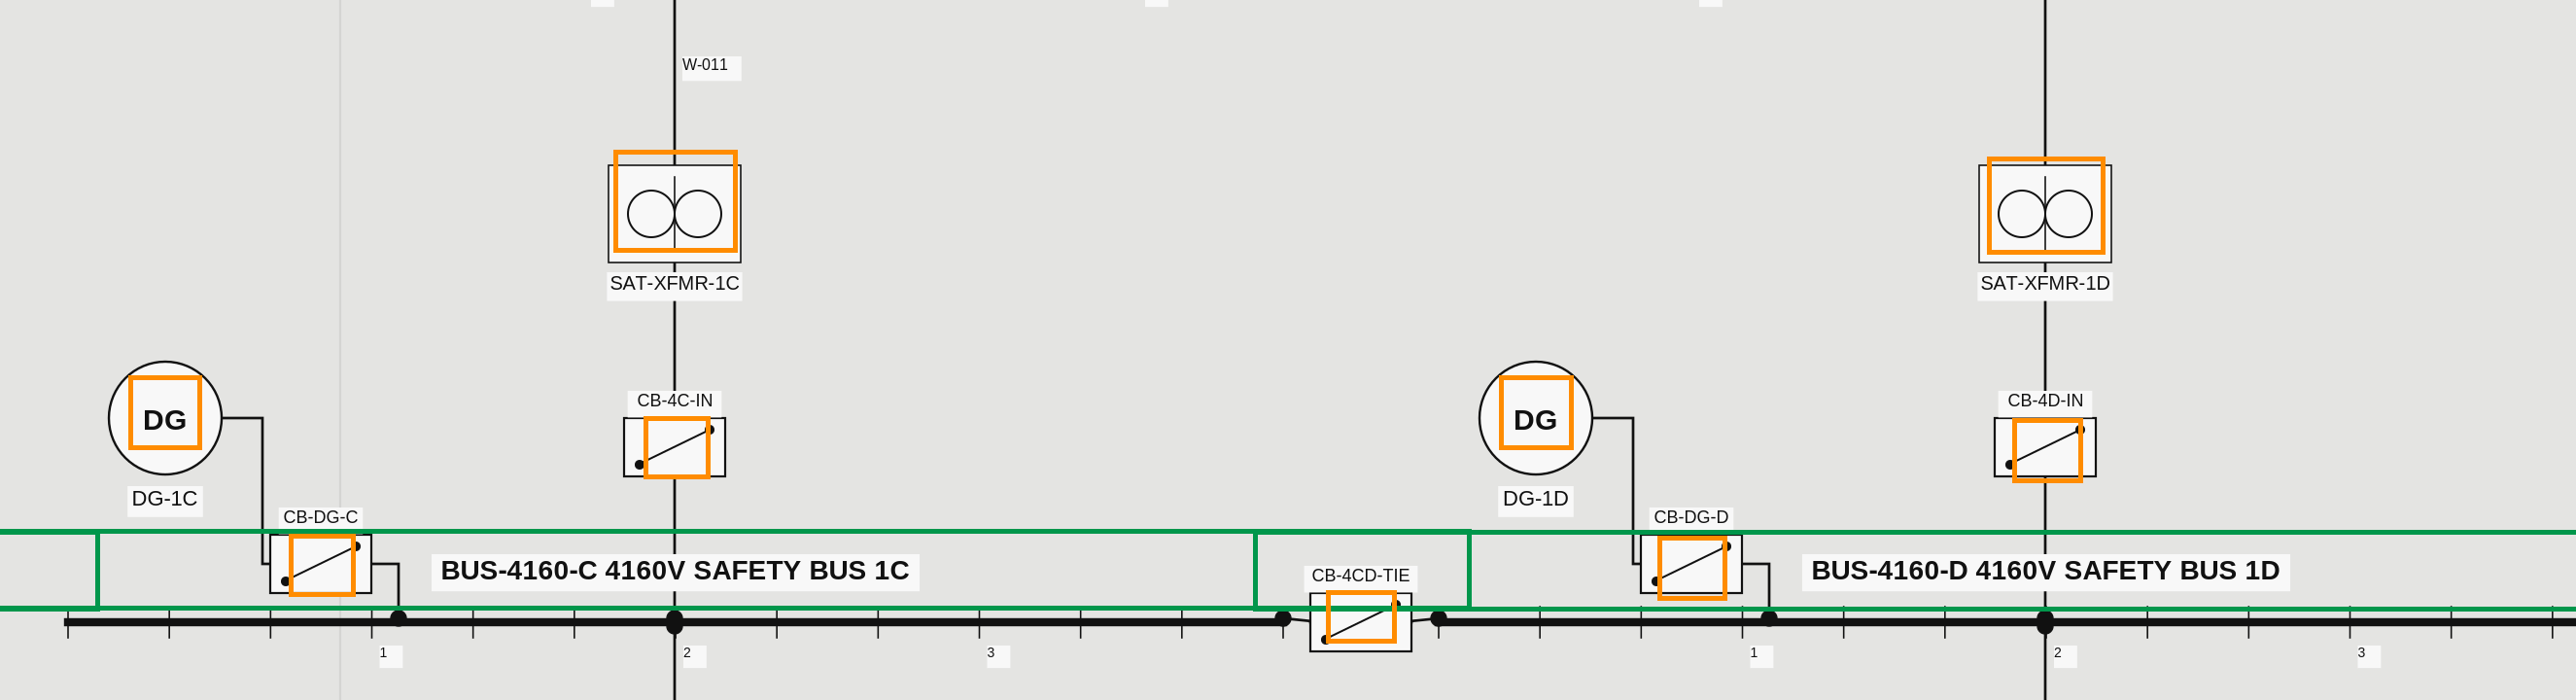 W-011
SAT-XFMR-1C
SAT-XFMR-1D
CB-4C-IN
CB-4D-IN
DG
DG
DG-1C
DG-1D
CB-DG-C
CB-DG-D
BUS-4160-C 4160V SAFETY BUS 1C
CB-4CD-TIE
BUS-4160-D 4160V SAFETY BUS 1D
1
2
3
1
2
3